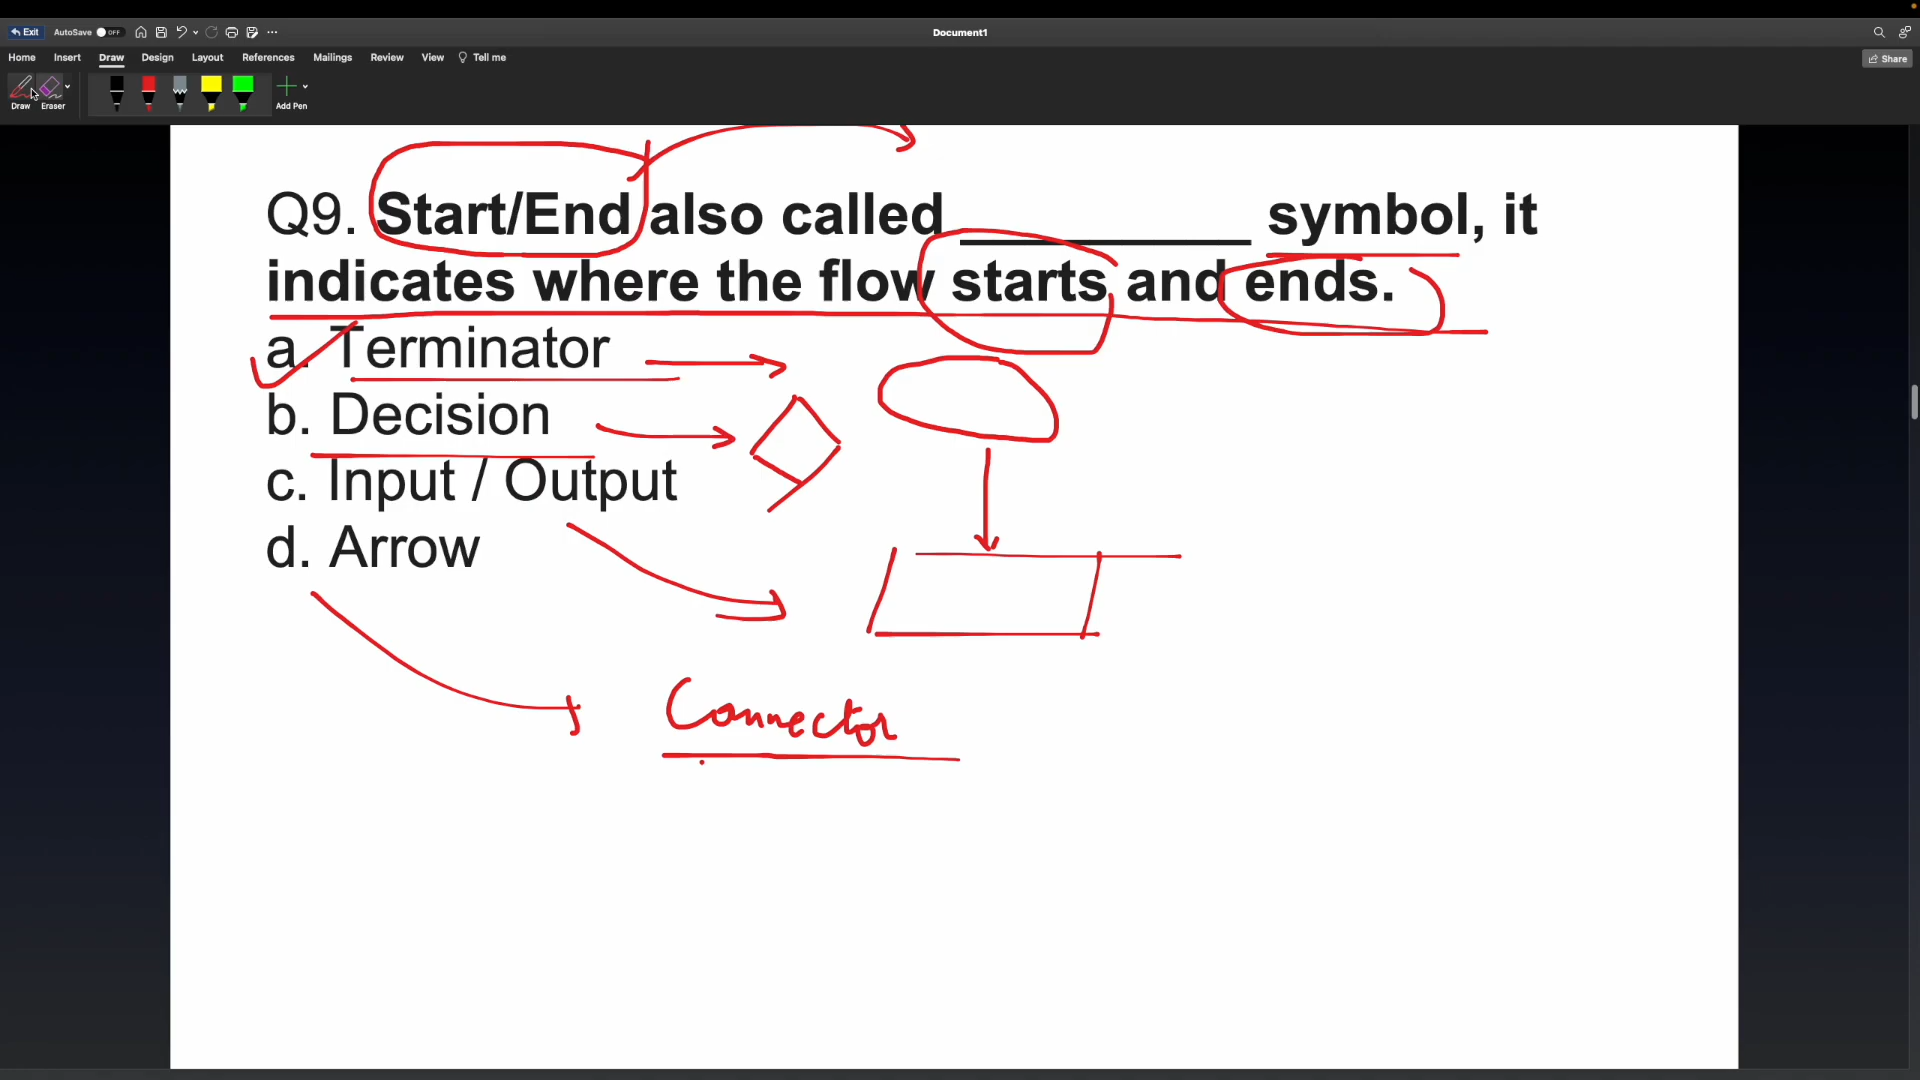 Exit AutoSave OFF Document1
Home Insert Draw Design Layout References Mailings Review View Tell me Share
Draw Eraser Add Pen
Q9. Start/End also called __________ symbol, it
indicates where the flow starts and ends.
a. Terminator
b. Decision
c. Input / Output
d. Arrow
Connector